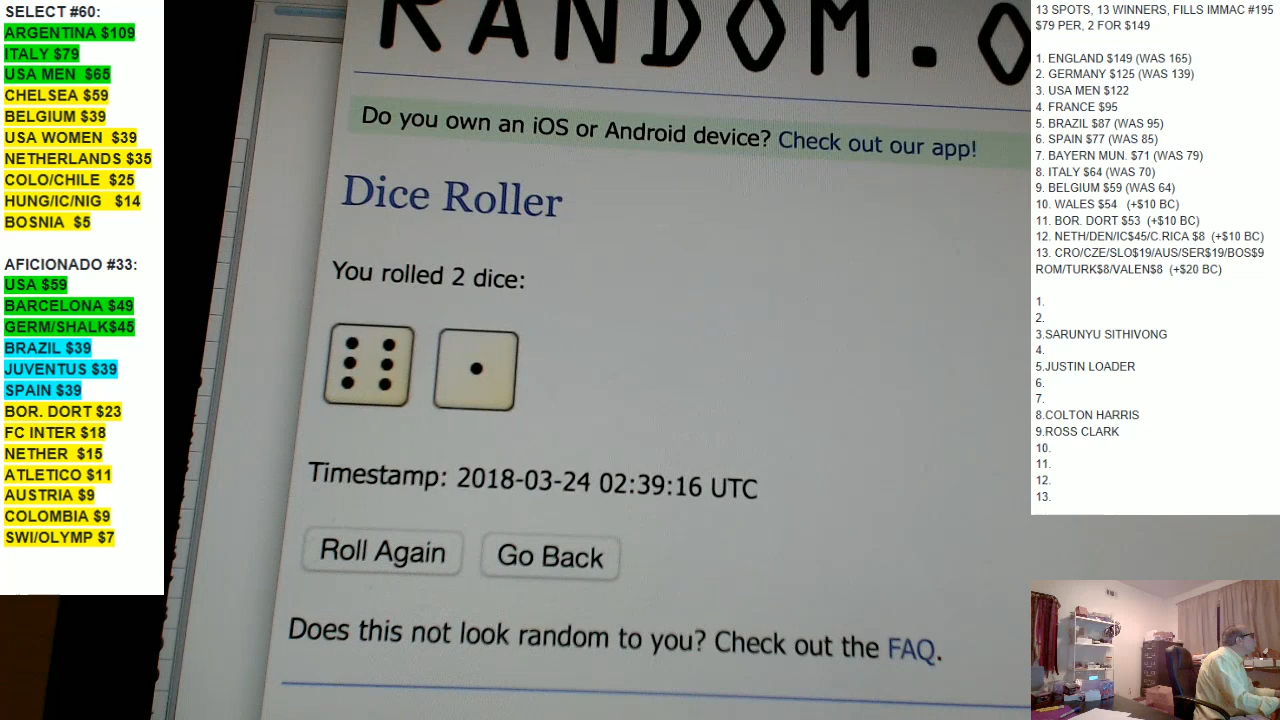 SELECT #60:
ARGENTINA $109
ITALY $79
USA MEN $65
CHELSEA $59
BELGIUM $39
USA WOMEN $39
NETHERLANDS $35
COLO/CHILE $25
HUNG/IC/NIG $14
BOSNIA $5
AFICIONADO #33:
USA $59
BARCELONA $49
GERM/SHALK$45
BRAZIL $39
JUVENTUS $39
SPAIN $39
BOR. DORT $23
FC INTER $18
NETHER $15
ATLETICO $11
AUSTRIA $9
COLOMBIA $9
SWI/OLYMP $7
RANDOM.O
Do you own an iOS or Android device? Check out our app!
Dice Roller
You rolled 2 dice:
Timestamp: 2018-03-24 02:39:16 UTC
Roll Again Go Back
Does this not look random to you? Check out the FAQ.
13 SPOTS, 13 WINNERS, FILLS IMMAC #195
$79 PER, 2 FOR $149
1. ENGLAND $149 (WAS 165)
2. GERMANY $125 (WAS 139)
3. USA MEN $122
4. FRANCE $95
5. BRAZIL $87 (WAS 95)
6. SPAIN $77 (WAS 85)
7. BAYERN MUN. $71 (WAS 79)
8. ITALY $64 (WAS 70)
9. BELGIUM $59 (WAS 64)
10. WALES $54 (+$10 BC)
11. BOR. DORT $53 (+$10 BC)
12. NETH/DEN/IC$45/C.RICA $8 (+$10 BC)
13. CRO/CZE/SLO$19/AUS/SER$19/BOS$9
ROM/TURK$8/VALEN$8 (+$20 BC)
1.
2.
3.SARUNYU SITHIVONG
4.
5.JUSTIN LOADER
6.
7.
8.COLTON HARRIS
9.ROSS CLARK
10.
11.
12.
13.